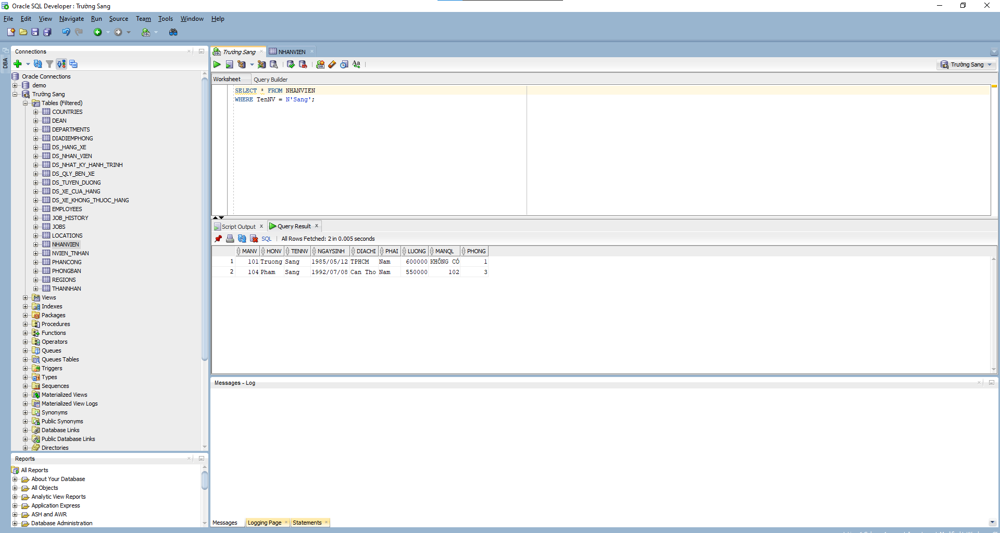 Oracle SQL Developer : Trường Sang
File Edit View Navigate Run Source Team Tools Window Help
DBA
Connections
Oracle Connections
demo
Trường Sang
Tables (Filtered)
COUNTRIES
DEAN
DEPARTMENTS
DIADIEMPHONG
DS_HANG_XE
DS_NHAN_VIEN
DS_NHAT_KY_HANH_TRINH
DS_QLY_BEN_XE
DS_TUYEN_DUONG
DS_XE_CUA_HANG
DS_XE_KHONG_THUOC_HANG
EMPLOYEES
JOB_HISTORY
JOBS
LOCATIONS
NHANVIEN
NVIEN_TNHAN
PHANCONG
PHONGBAN
REGIONS
THANNHAN
Views
Indexes
Packages
Procedures
Functions
Operators
Queues
Queues Tables
Triggers
Types
Sequences
Materialized Views
Materialized View Logs
Synonyms
Public Synonyms
Database Links
Public Database Links
Directories
Reports
All Reports
About Your Database
All Objects
Analytic View Reports
Application Express
ASH and AWR
Database Administration
Trường Sang NHANVIEN
Trường Sang
Worksheet Query Builder
SELECT * FROM NHANVIEN
WHERE TenNV = N'Sang';
Script Output x Query Result x
SQL All Rows Fetched: 2 in 0.005 seconds
MANV HONV TENNV NGAYSINH DIACHI PHAI LUONG MANQL PHONG
1 101 Truong Sang 1985/05/12 TPHCM Nam 600000 KHÔNG CÓ 1
2 104 Pham Sang 1992/07/08 Can Tho Nam 550000 102 3
Messages - Log
Messages Logging Page Statements